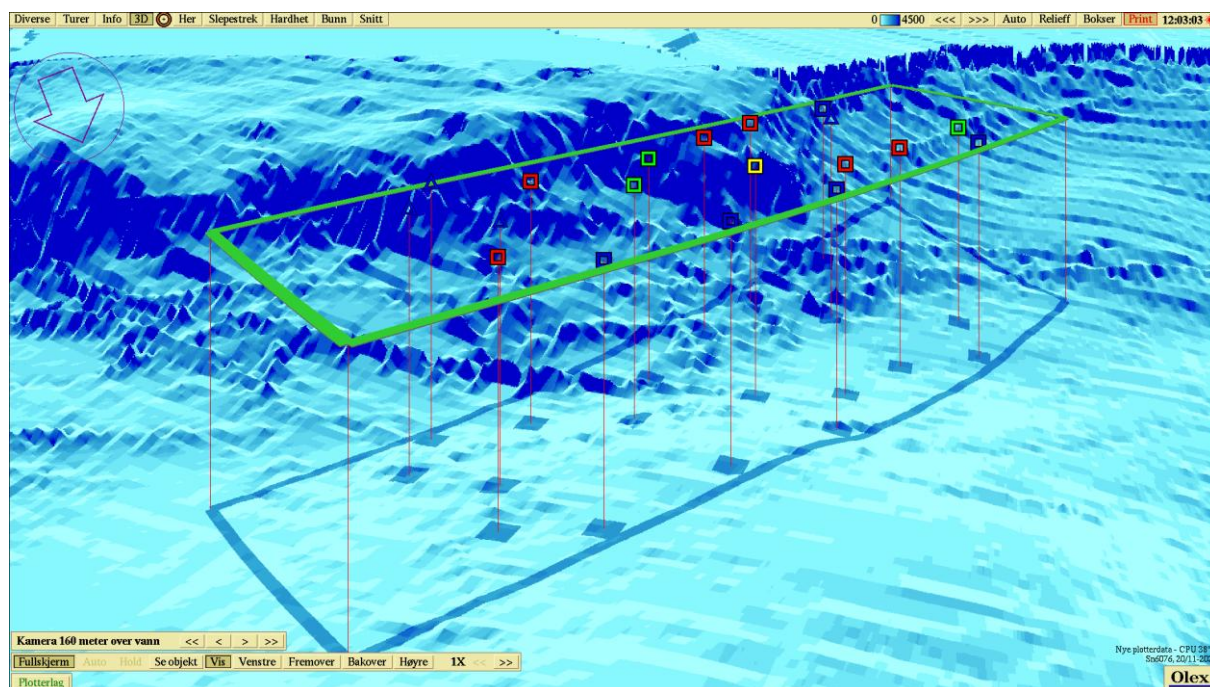 Diverse Turer Info 3D Her Slepestrek Hardhet Bunn Snitt 0 4500 <<< >>> Auto Relieff Bokser Print 12:03:03
Kamera 160 meter over vann << < > >>
Fullskjerm Auto Hold Se objekt Vis Venstre Fremover Bakover Høyre 1X << >>
Nye plotterdata - CPU 38°
Plotterlag
Olex